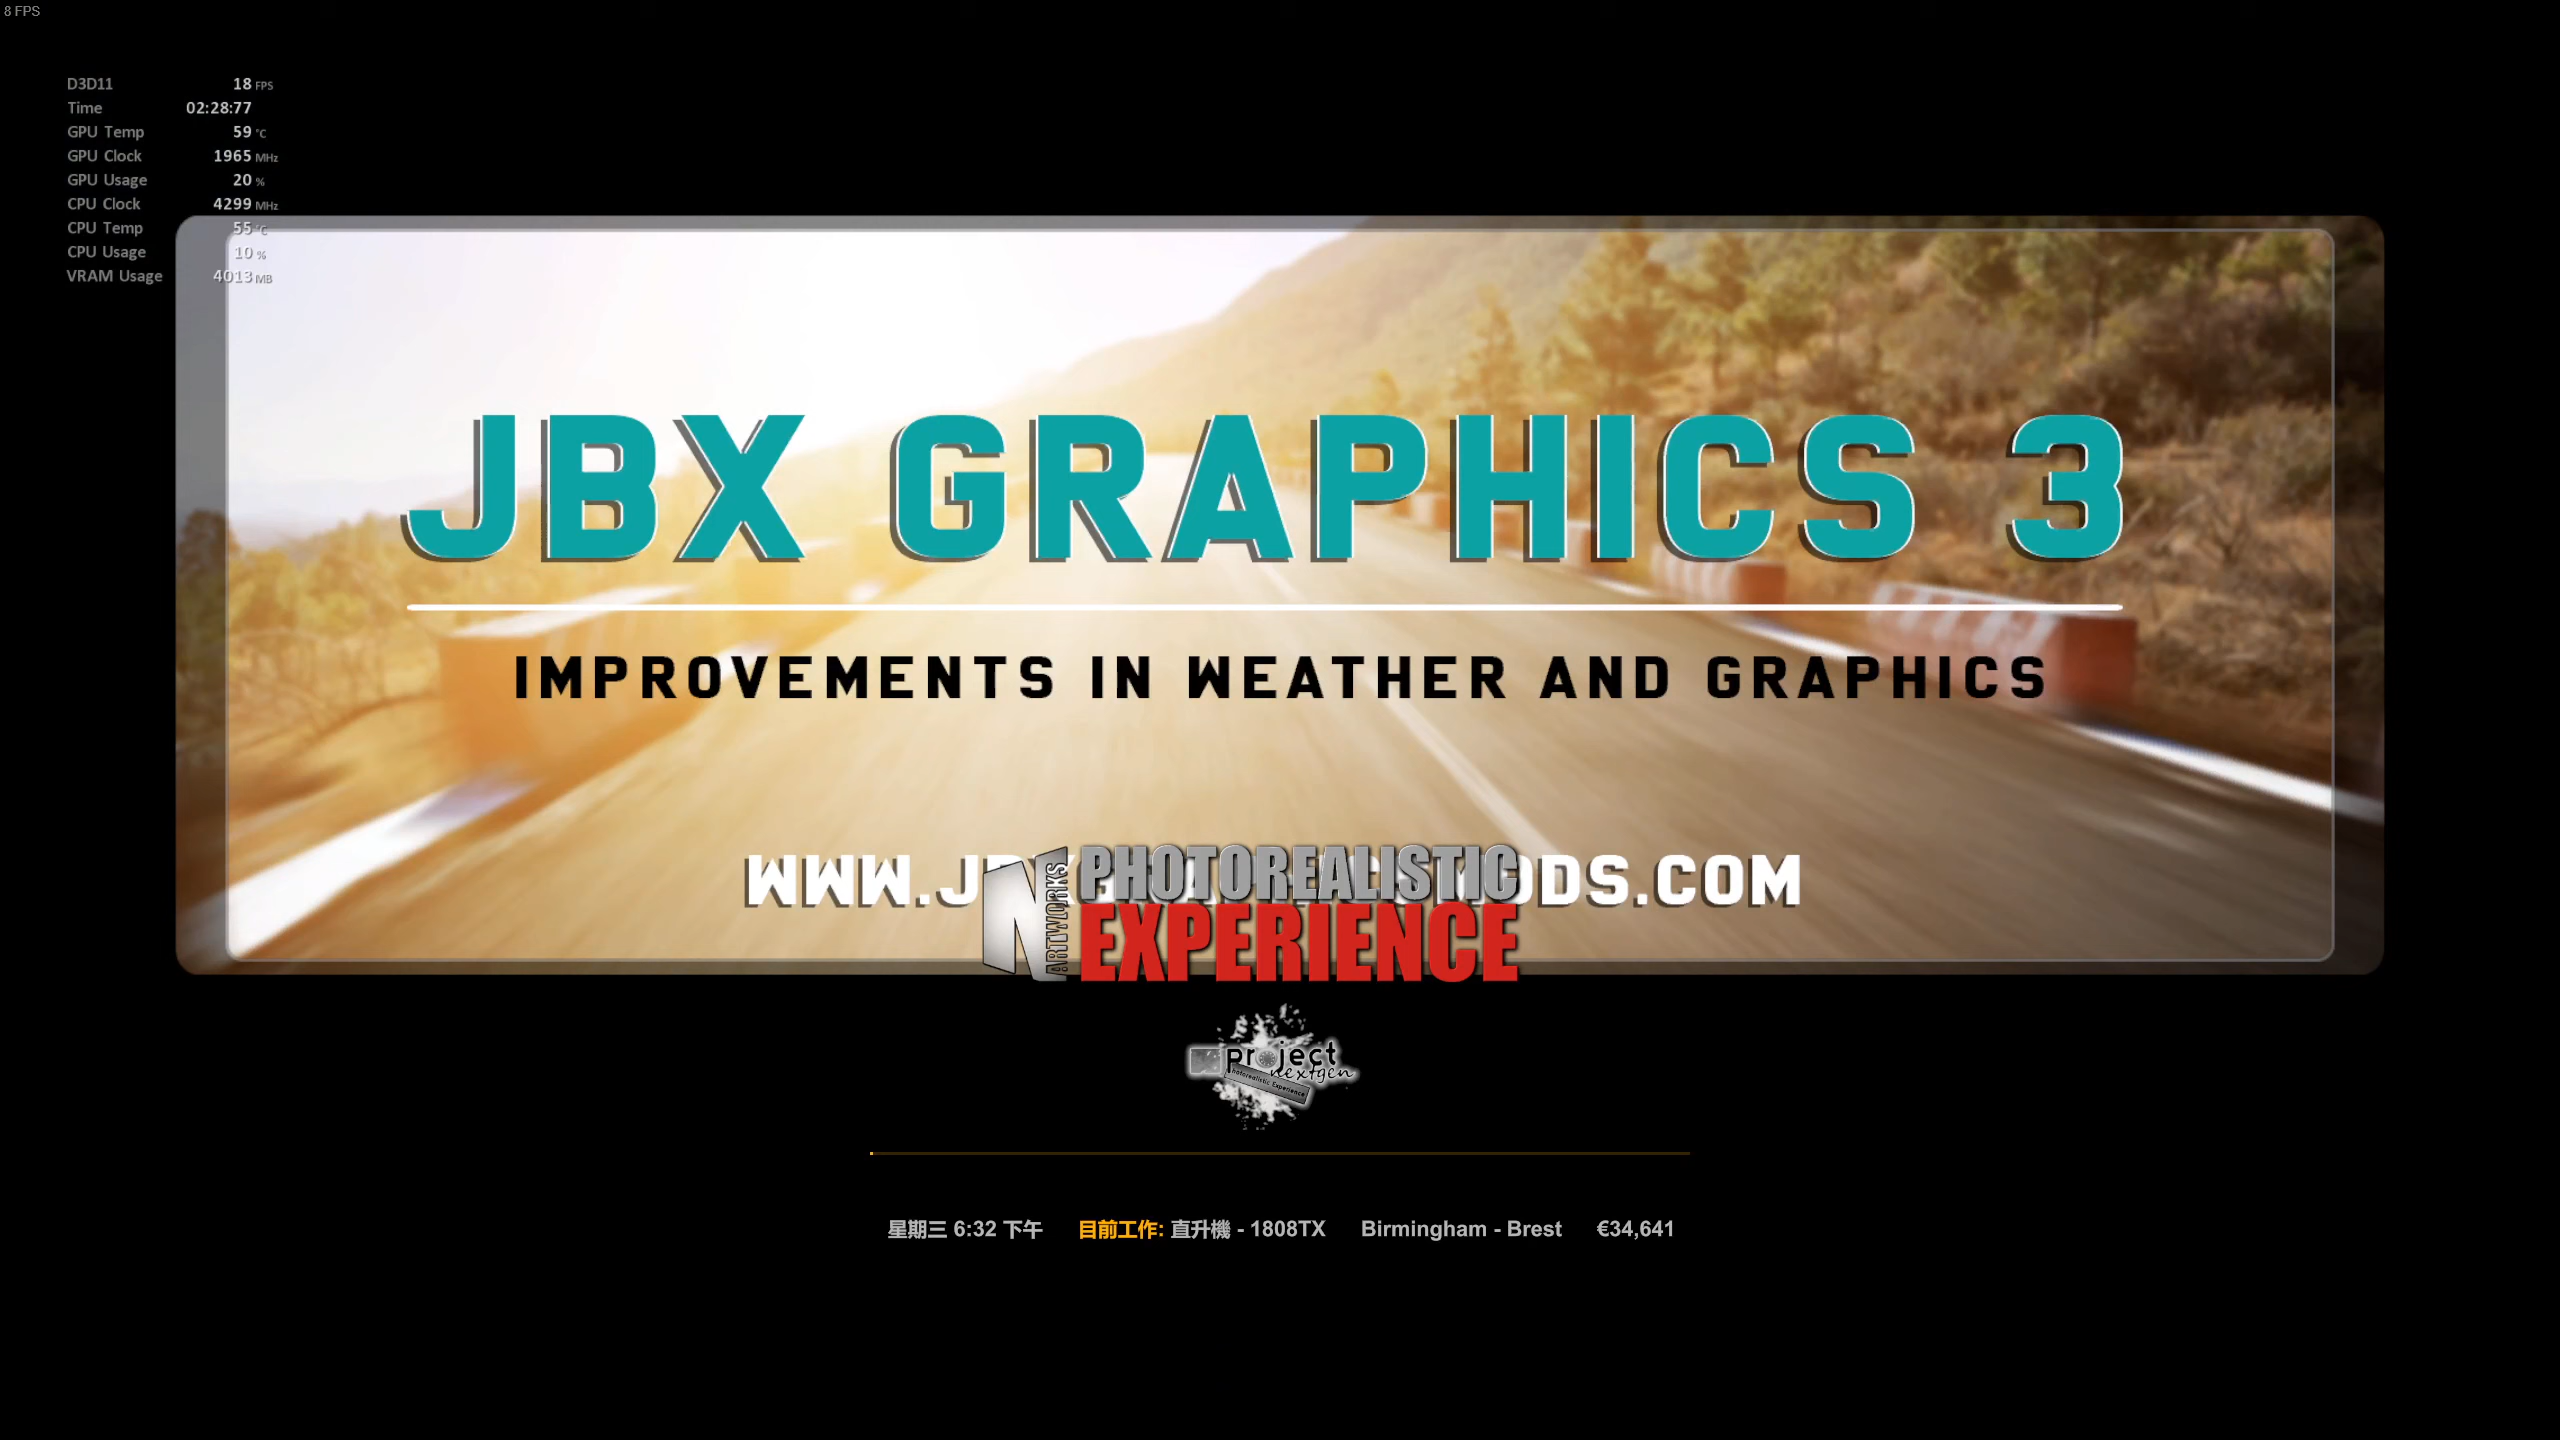 8 FPS
D3D11 18 FPS
Time 02:28:77
GPU Temp 59 °C
GPU Clock 1965 MHz
GPU Usage 20 %
CPU Clock 4299 MHz
CPU Temp 55 °C
CPU Usage 10 %
VRAM Usage 4013 MB
JBX GRAPHICS 3
IMPROVEMENTS IN WEATHER AND GRAPHICS
ARTWORKS
PHOTOREALISTIC
EXPERIENCE
project
nextgen
Photorealistic Experience
星期三 6:32 下午 目前工作: 直升機 - 1808TX Birmingham - Brest €34,641